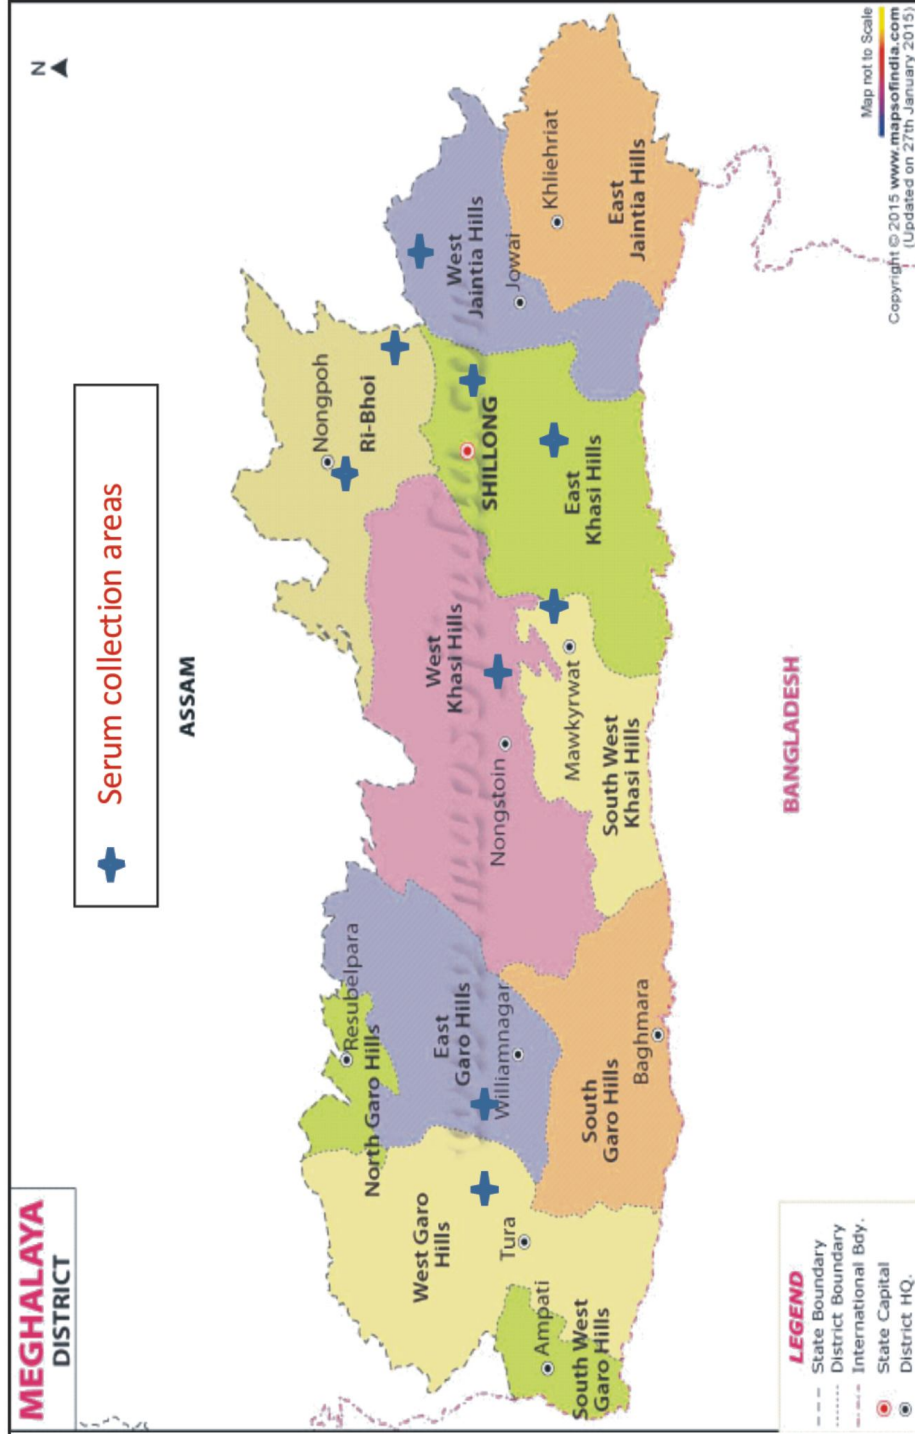 MEGHALAYA
DISTRICT
N
Serum collection areas
ASSAM
Resubelpara
North Garo Hills
West Garo
Hills
East
Garo Hills
Williamnagar
Tura
Ampati
South West
Garo Hills
South
Garo Hills
Baghmara
West
Khasi Hills
Nongstoin
Mawkyrwat
South West
Khasi Hills
Nongpoh
Ri-Bhoi
SHILLONG
East
Khasi Hills
West
Jaintia Hills
Jowai
Khliehriat
East
Jaintia Hills
BANGLADESH
LEGEND
State Boundary
District Boundary
International Bdy.
State Capital
District HQ.
Map not to Scale
Copyright © 2015 www.mapsofindia.com
(Updated on 27th January 2015)